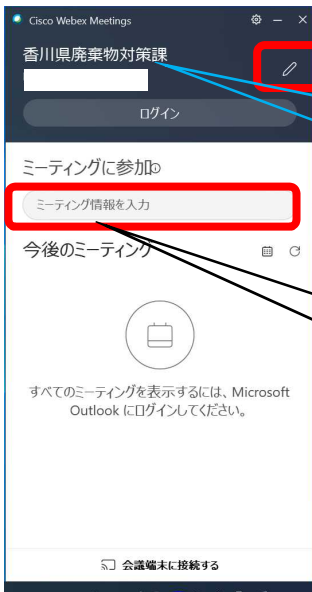 Cisco Webex Meetings
香川県廃棄物対策課
ログイン
ミーティングに参加
ミーティング情報を入力
今後のミーティング
すべてのミーティングを表示するには、Microsoft
Outlook にログインしてください。
会議端末に接続する